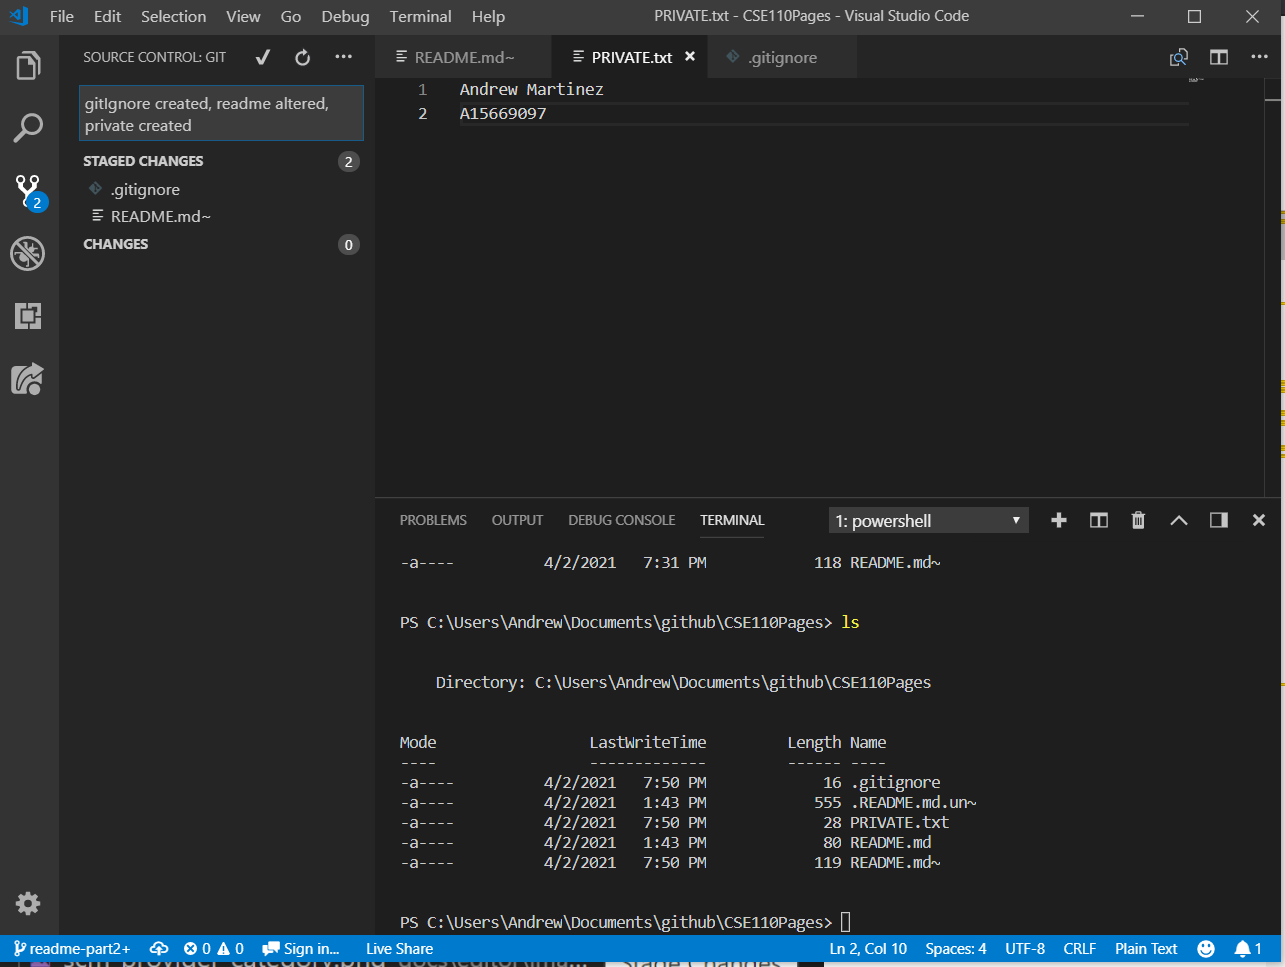 File Edit Selection View Go Debug Terminal Help PRIVATE.txt - CSE110Pages - Visual Studio Code
SOURCE CONTROL: GIT
README.md~ PRIVATE.txt .gitignore
gitIgnore created, readme altered,
private created
STAGED CHANGES 2
.gitignore
README.md~
CHANGES 0
2
1 Andrew Martinez
2 A15669097
PROBLEMS OUTPUT DEBUG CONSOLE TERMINAL 1: powershell
-a---- 4/2/2021 7:31 PM 118 README.md~
PS C:\Users\Andrew\Documents\github\CSE110Pages> ls
Directory: C:\Users\Andrew\Documents\github\CSE110Pages
Mode LastWriteTime Length Name
---- ------------- ------ ----
-a---- 4/2/2021 7:50 PM 16 .gitignore
-a---- 4/2/2021 1:43 PM 555 .README.md.un~
-a---- 4/2/2021 7:50 PM 28 PRIVATE.txt
-a---- 4/2/2021 1:43 PM 80 README.md
-a---- 4/2/2021 7:50 PM 119 README.md~
PS C:\Users\Andrew\Documents\github\CSE110Pages>
readme-part2+ 0 0 Sign in... Live Share Ln 2, Col 10 Spaces: 4 UTF-8 CRLF Plain Text 1